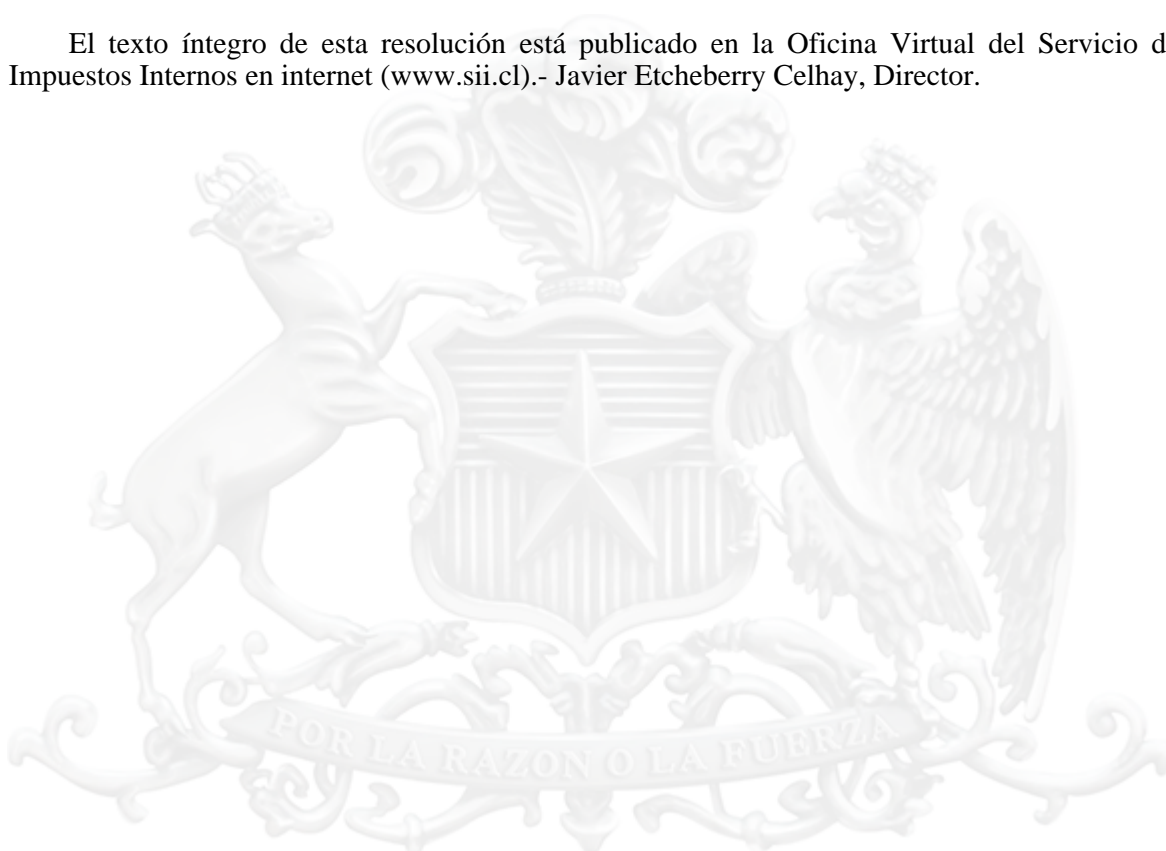 El texto íntegro de esta resolución está publicado en la Oficina Virtual del Servicio d
Impuestos Internos en internet (www.sii.cl).- Javier Etcheberry Celhay, Director.
POR LA RAZON O LA FUERZA